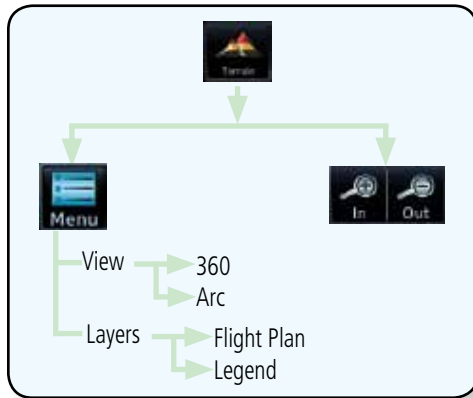 Terrain
Menu
In Out
View
360
Arc
Layers
Flight Plan
Legend